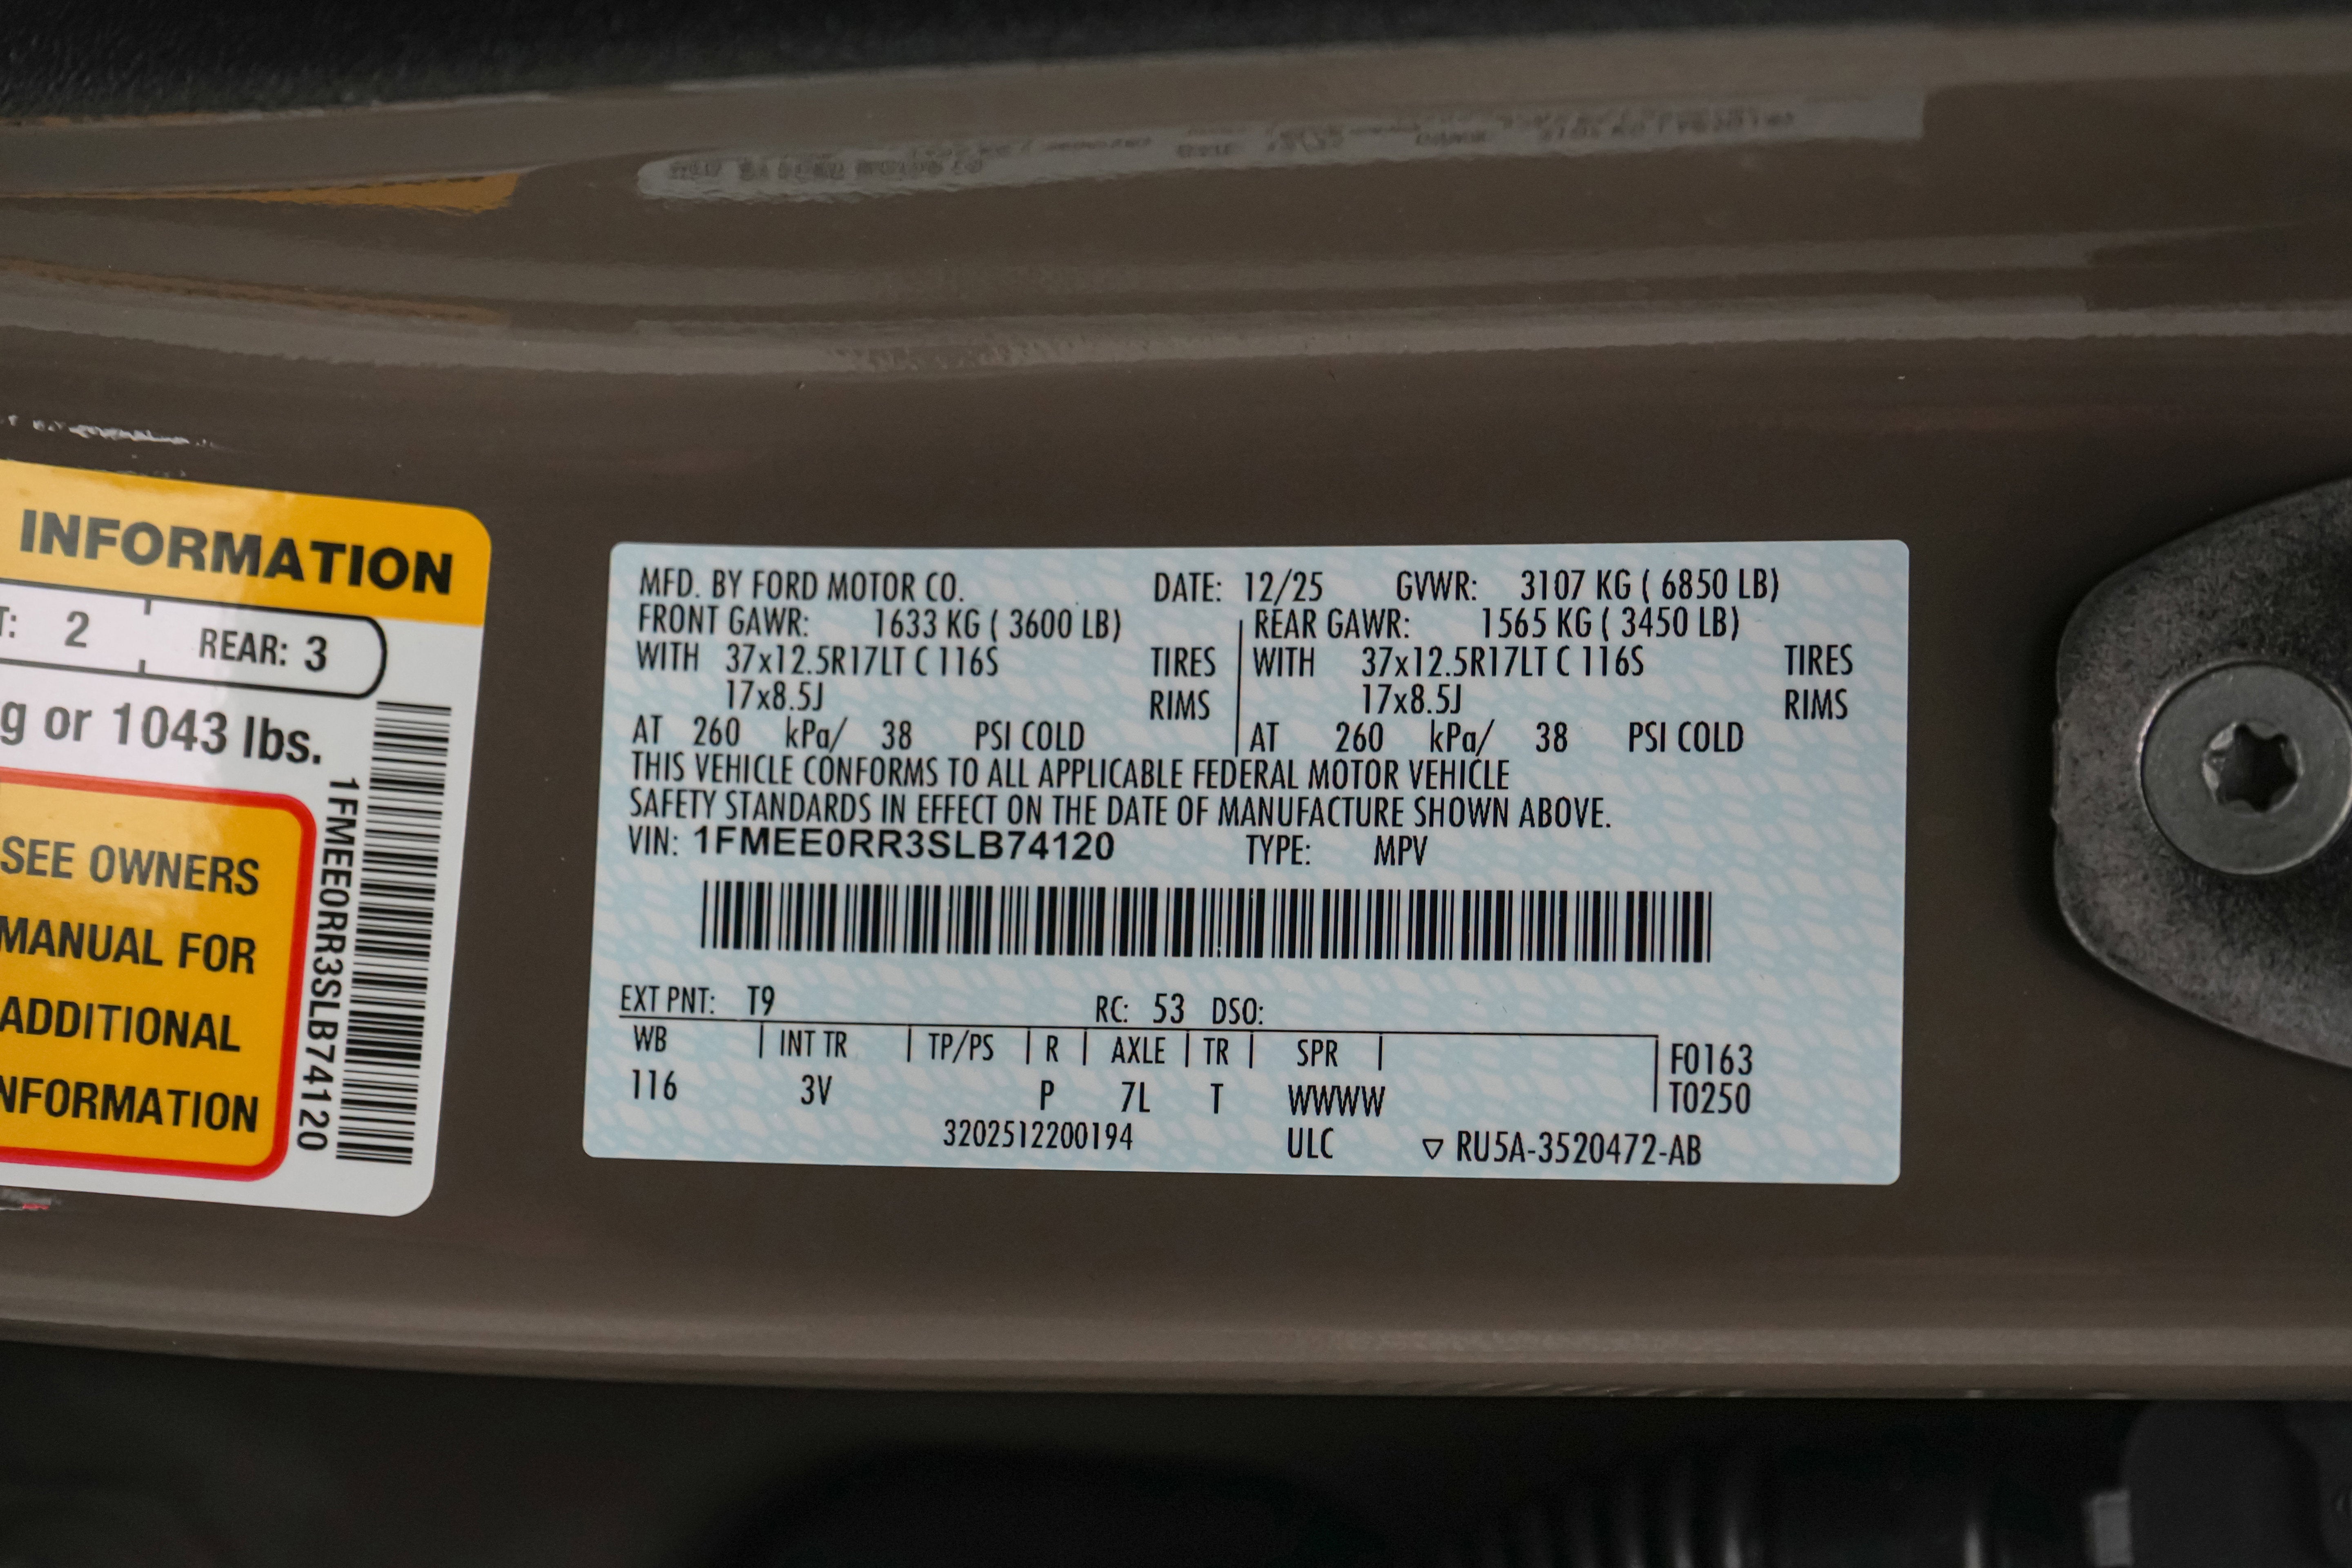 INFORMATION
T: 2 REAR: 3
g or 1043 lbs.
SEE OWNERS
MANUAL FOR
ADDITIONAL
NFORMATION
1FMEE0RR3SLB74120
MFD. BY FORD MOTOR CO. DATE: 12/25 GVWR: 3107 KG ( 6850 LB)
FRONT GAWR: 1633 KG ( 3600 LB) REAR GAWR: 1565 KG ( 3450 LB)
WITH 37x12.5R17LT C 116S TIRES WITH 37x12.5R17LT C 116S TIRES
17x8.5J RIMS 17x8.5J RIMS
AT 260 kPa/ 38 PSI COLD AT 260 kPa/ 38 PSI COLD
THIS VEHICLE CONFORMS TO ALL APPLICABLE FEDERAL MOTOR VEHICLE
SAFETY STANDARDS IN EFFECT ON THE DATE OF MANUFACTURE SHOWN ABOVE.
VIN: 1FMEE0RR3SLB74120 TYPE: MPV
EXT PNT: T9 RC: 53 DSO:
WB INT TR TP/PS R AXLE TR SPR F0163
116 3V P 7L T WWWW T0250
3202512200194 ULC ▽ RU5A-3520472-AB